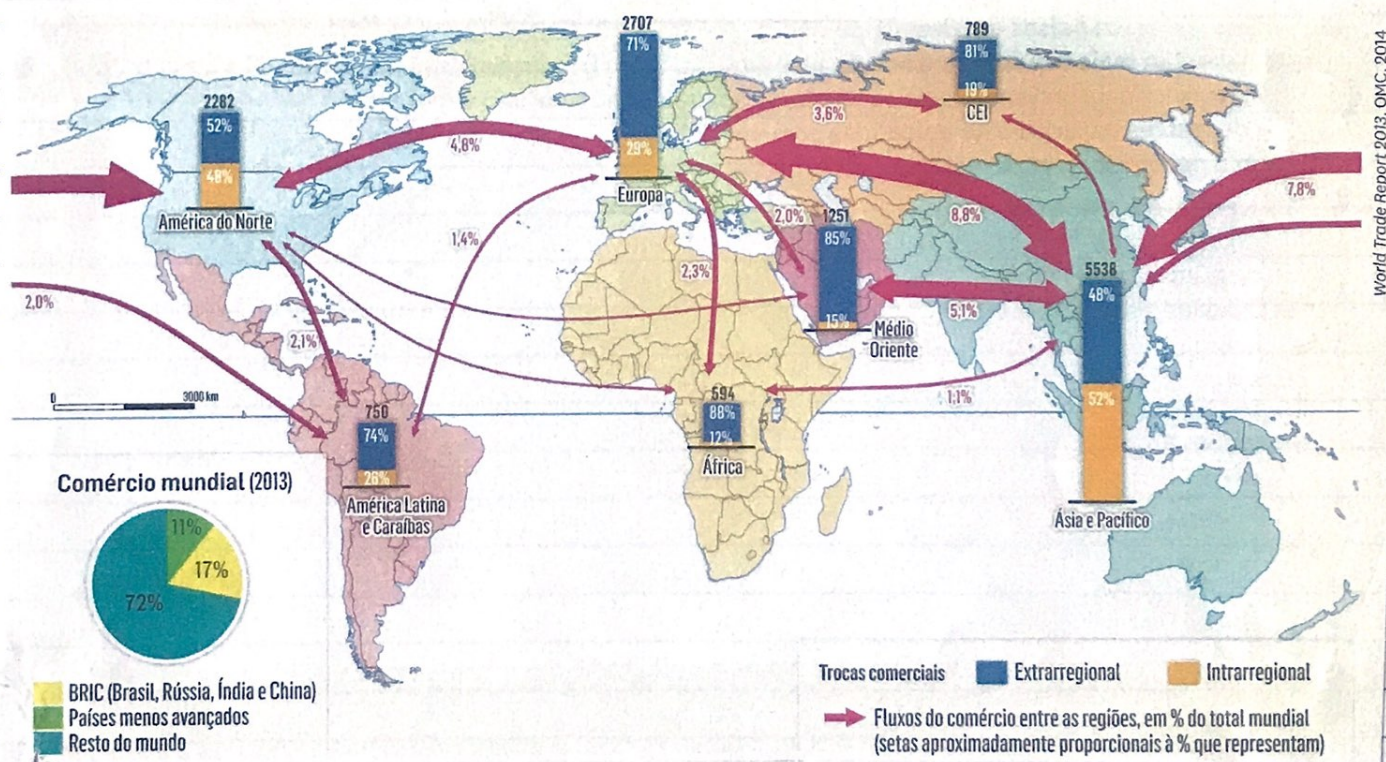 2707
71%
29%
Europa
789
81%
19%
CEI
2282
52%
48%
América do Norte
4,8%
3,6%
7,8%
8,8%
2,0%
1251
85%
15%
Médio
Oriente
1,4%
2,3%
5,1%
5538
48%
52%
Ásia e Pacífico
2,0%
2,1%
1,1%
0 3000 km
594
88%
12%
África
750
74%
26%
América Latina
e Caraíbas
Comércio mundial (2013)
11%
17%
72%
BRIC (Brasil, Rússia, Índia e China)
Países menos avançados
Resto do mundo
Trocas comerciais Extrarregional Intrarregional
Fluxos do comércio entre as regiões, em % do total mundial
(setas aproximadamente proporcionais à % que representam)
World Trade Report 2013, OMC, 2014